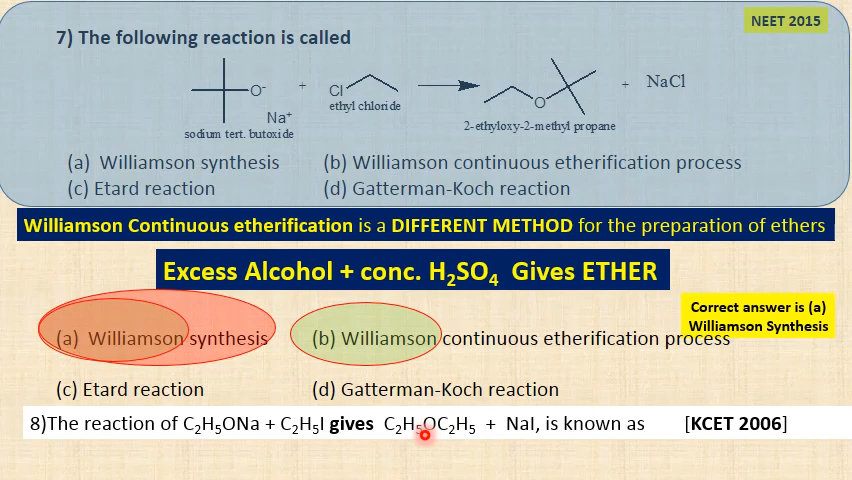 NEET 2015
7) The following reaction is called
O⁻ + Cl O + NaCl
Na⁺
ethyl chloride
sodium tert. butoxide
2-ethyloxy-2-methyl propane
(a) Williamson synthesis (b) Williamson continuous etherification process
(c) Etard reaction (d) Gatterman-Koch reaction
Williamson Continuous etherification is a DIFFERENT METHOD for the preparation of ethers
Excess Alcohol + conc. H₂SO₄ Gives ETHER
Correct answer is (a)
Williamson Synthesis
(a) Williamson synthesis (b) Williamson continuous etherification process
(c) Etard reaction (d) Gatterman-Koch reaction
8)The reaction of C₂H₅ONa + C₂H₅I gives C₂H₅OC₂H₅ + NaI, is known as [KCET 2006]